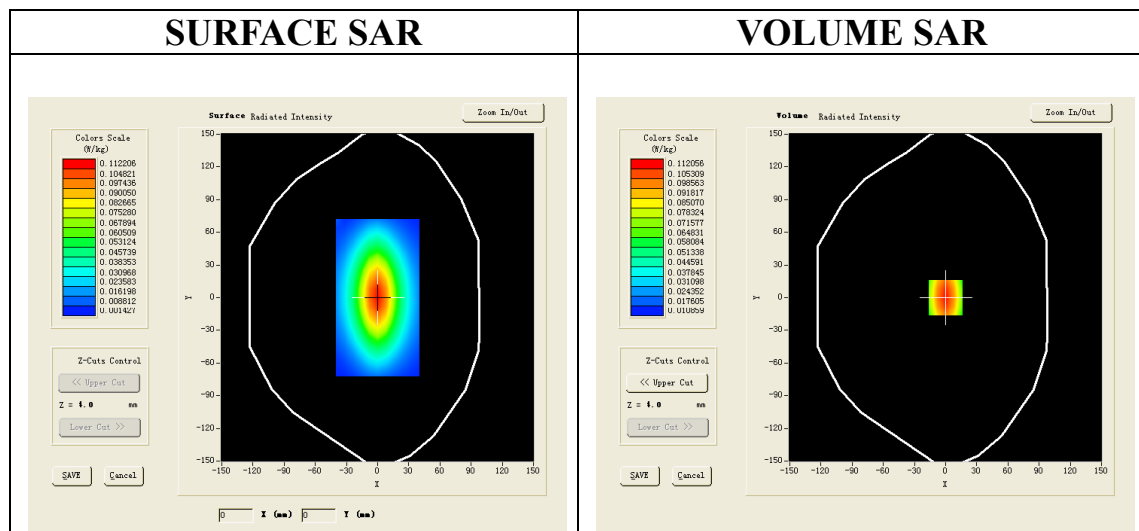 SURFACE SAR
VOLUME SAR
Surface Radiated Intensity
Zoom In/Out
Colors Scale
(W/kg)
0.112206
0.104821
0.097436
0.090050
0.082665
0.075280
0.067894
0.060509
0.053124
0.045739
0.038353
0.030968
0.023583
0.016198
0.008812
0.001427
Z-Cuts Control
<< Upper Cut
Z = 4.0 mm
Lower Cut >>
SAVE
Cancel
150
120
90
60
30
0
-30
-60
-90
-120
-150
Y
-150 -120 -90 -60 -30 0 30 60 90 120 150
X
0 X (mm) 0 Y (mm)
Volume Radiated Intensity
Zoom In/Out
Colors Scale
(W/kg)
0.112056
0.105309
0.098563
0.091817
0.085070
0.078324
0.071577
0.064831
0.058084
0.051338
0.044591
0.037845
0.031098
0.024352
0.017605
0.010859
Z-Cuts Control
<< Upper Cut
Z = 4.0 mm
Lower Cut >>
SAVE
Cancel
150
120
90
60
30
0
-30
-60
-90
-120
-150
Y
-150 -120 -90 -60 -30 0 30 60 90 120 150
X